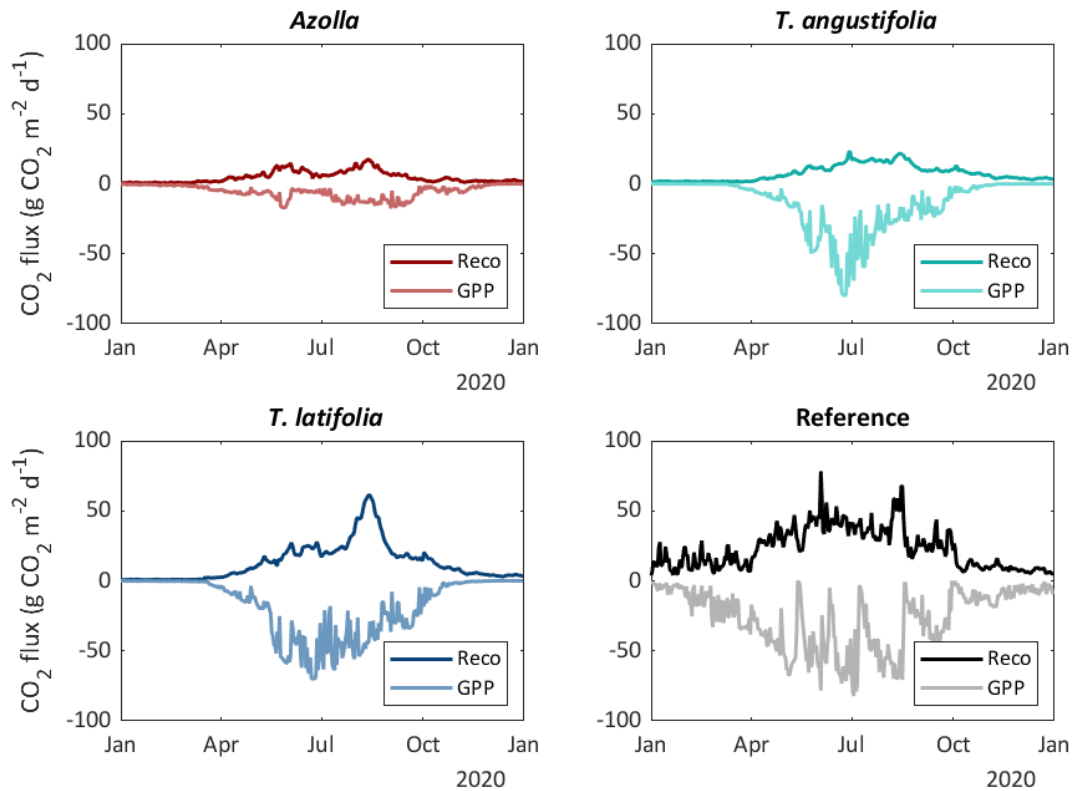 Azolla
CO2 flux (g CO2 m-2 d-1)
100
50
0
-50
-100
Reco
GPP
Jan Apr Jul Oct Jan
2020
T. angustifolia
100
50
0
-50
-100
Reco
GPP
Jan Apr Jul Oct Jan
2020
T. latifolia
CO2 flux (g CO2 m-2 d-1)
100
50
0
-50
-100
Reco
GPP
Jan Apr Jul Oct Jan
2020
Reference
100
50
0
-50
-100
Reco
GPP
Jan Apr Jul Oct Jan
2020